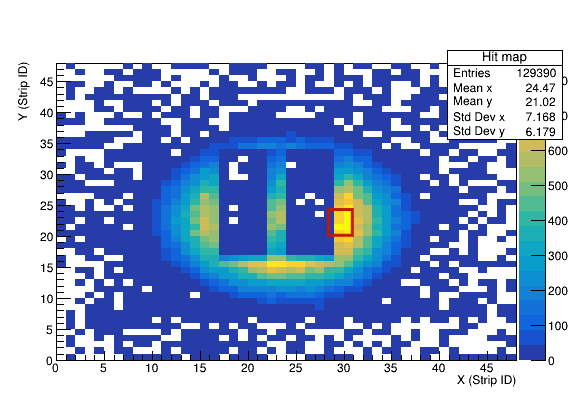 Hit map
Entries 129390
Mean x 24.47
Mean y 21.02
Std Dev x 7.168
Std Dev y 6.179
Y (Strip ID)
45
40
35
30
25
20
15
10
5
0
0 5 10 15 20 25 30 35 40 45
X (Strip ID)
600
500
400
300
200
100
0